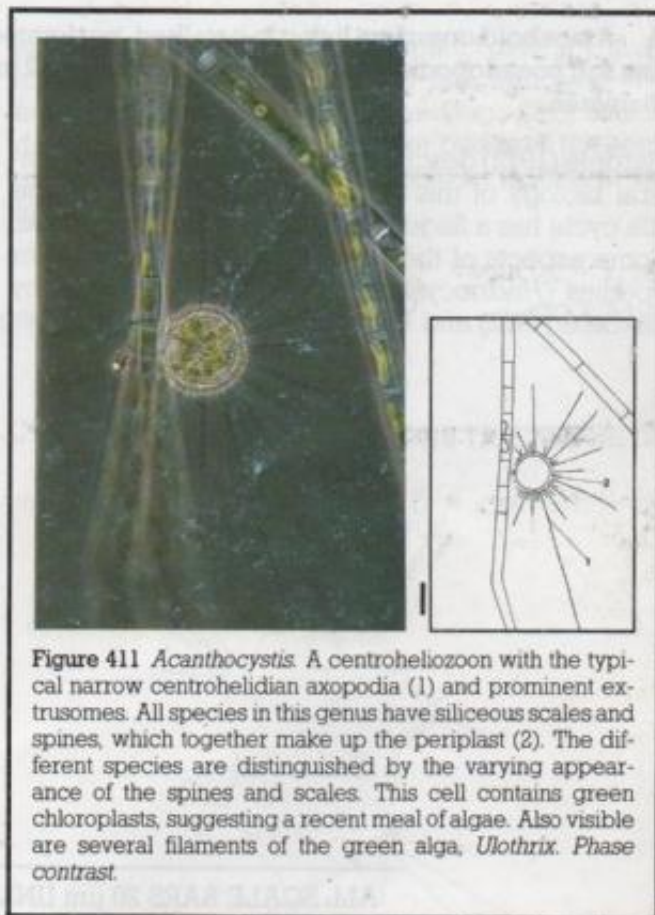 2
1
Figure 411 Acanthocystis. A centroheliozoon with the typi-
cal narrow centrohelidian axopodia (1) and prominent ex-
trusomes. All species in this genus have siliceous scales and
spines, which together make up the periplast (2). The dif-
ferent species are distinguished by the varying appear-
ance of the spines and scales. This cell contains green
chloroplasts, suggesting a recent meal of algae. Also visible
are several filaments of the green alga, Ulothrix. Phase
contrast.